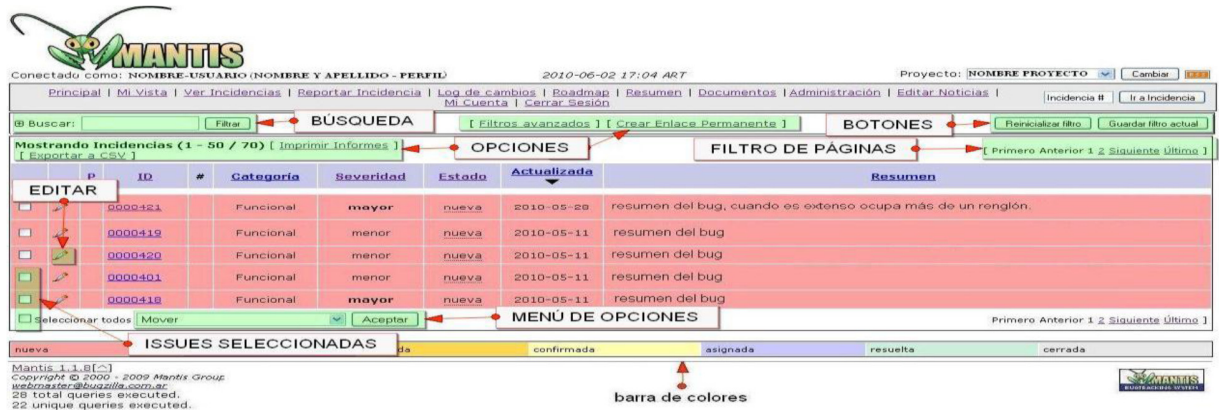 MANTIS
Conectado como: NOMBRE-USUARIO (NOMBRE Y APELLIDO - PERFIL) 2010-06-02 17:04 ART Proyecto: NOMBRE PROYECTO Cambiar
Principal | Mi Vista | Ver Incidencias | Reportar Incidencia | Log de cambios | Roadmap | Resumen | Documentos | Administración | Editar Noticias |
Mi Cuenta | Cerrar Sesión
Incidencia # Ir a Incidencia
Buscar: Filtrar BÚSQUEDA [ Filtros avanzados ] [ Crear Enlace Permanente ] BOTONES Reinicializar filtro Guardar filtro actual
Mostrando Incidencias (1 - 50 / 70) [ Imprimir Informes ] OPCIONES FILTRO DE PÁGINAS [ Primero Anterior 1 2 Siguiente Último ]
[ Exportar a CSV ]
P ID # Categoría Severidad Estado Actualizada Resumen
EDITAR
0000421 Funcional mayor nueva 2010-05-28 resumen del bug, cuando es extenso ocupa más de un renglón.
0000419 Funcional menor nueva 2010-05-11 resumen del bug
0000420 Funcional menor nueva 2010-05-11 resumen del bug
0000401 Funcional menor nueva 2010-05-11 resumen del bug
0000418 Funcional mayor nueva 2010-05-11 resumen del bug
Seleccionar todos Mover Aceptar MENÚ DE OPCIONES Primero Anterior 1 2 Siguiente Último ]
ISSUES SELECCIONADAS
nueva confirmada asignada resuelta cerrada
Mantis 1.1.8[^]
Copyright © 2000 - 2009 Mantis Group
webmaster@bugzilla.com.ar
28 total queries executed.
22 unique queries executed.
barra de colores
MANTIS
BUGTRACKING SYSTEM